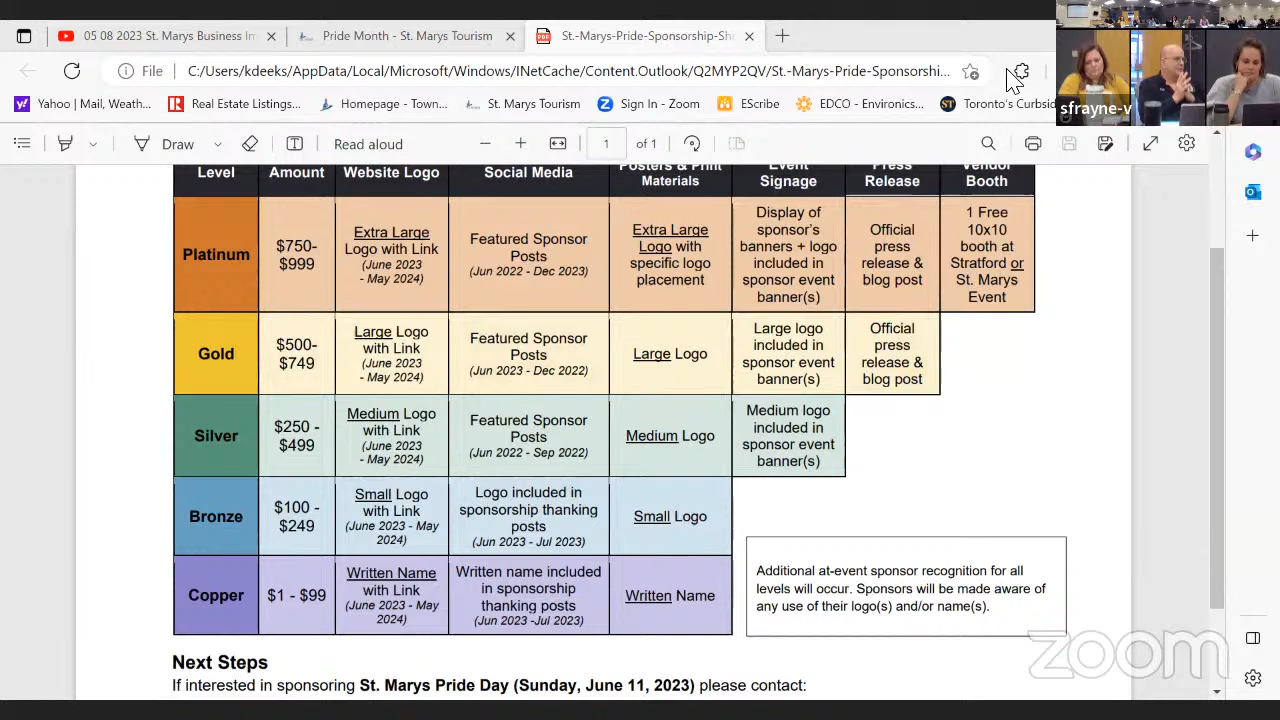 05 08 2023 St. Marys Business Im
Pride Month - St. Marys Tourism
St.-Marys-Pride-Sponsorship-She
File
C:/Users/kdeeks/AppData/Local/Microsoft/Windows/INetCache/Content.Outlook/Q2MYP2QV/St.-Marys-Pride-Sponsorshi...
sfrayne-v
Yahoo | Mail, Weath...
Real Estate Listings...
Homepage - Town...
St. Marys Tourism
Sign In - Zoom
EScribe
EDCO - Environics...
Toronto's Curbsid
Draw
Read aloud
1
of 1
Level
Amount
Website Logo
Social Media
Posters & Print
Materials
Event
Signage
Press
Release
Vendor
Booth
Platinum
$750-
$999
Extra Large
Logo with Link
(June 2023
- May 2024)
Featured Sponsor
Posts
(Jun 2022 - Dec 2023)
Extra Large
Logo with
specific logo
placement
Display of
sponsor's
banners + logo
included in
sponsor event
banner(s)
Official
press
release &
blog post
1 Free
10x10
booth at
Stratford or
St. Marys
Event
Gold
$500-
$749
Large Logo
with Link
(June 2023
- May 2024)
Featured Sponsor
Posts
(Jun 2023 - Dec 2022)
Large Logo
Large logo
included in
sponsor event
banner(s)
Official
press
release &
blog post
Silver
$250 -
$499
Medium Logo
with Link
(June 2023
- May 2024)
Featured Sponsor
Posts
(Jun 2022 - Sep 2022)
Medium Logo
Medium logo
included in
sponsor event
banner(s)
Bronze
$100 -
$249
Small Logo
with Link
(June 2023 - May
2024)
Logo included in
sponsorship thanking
posts
(Jun 2023 - Jul 2023)
Small Logo
Copper
$1 - $99
Written Name
with Link
(June 2023 - May
2024)
Written name included
in sponsorship
thanking posts
(Jun 2023 -Jul 2023)
Written Name
Additional at-event sponsor recognition for all
levels will occur. Sponsors will be made aware of
any use of their logo(s) and/or name(s).
zoom
Next Steps
If interested in sponsoring St. Marys Pride Day (Sunday, June 11, 2023) please contact: